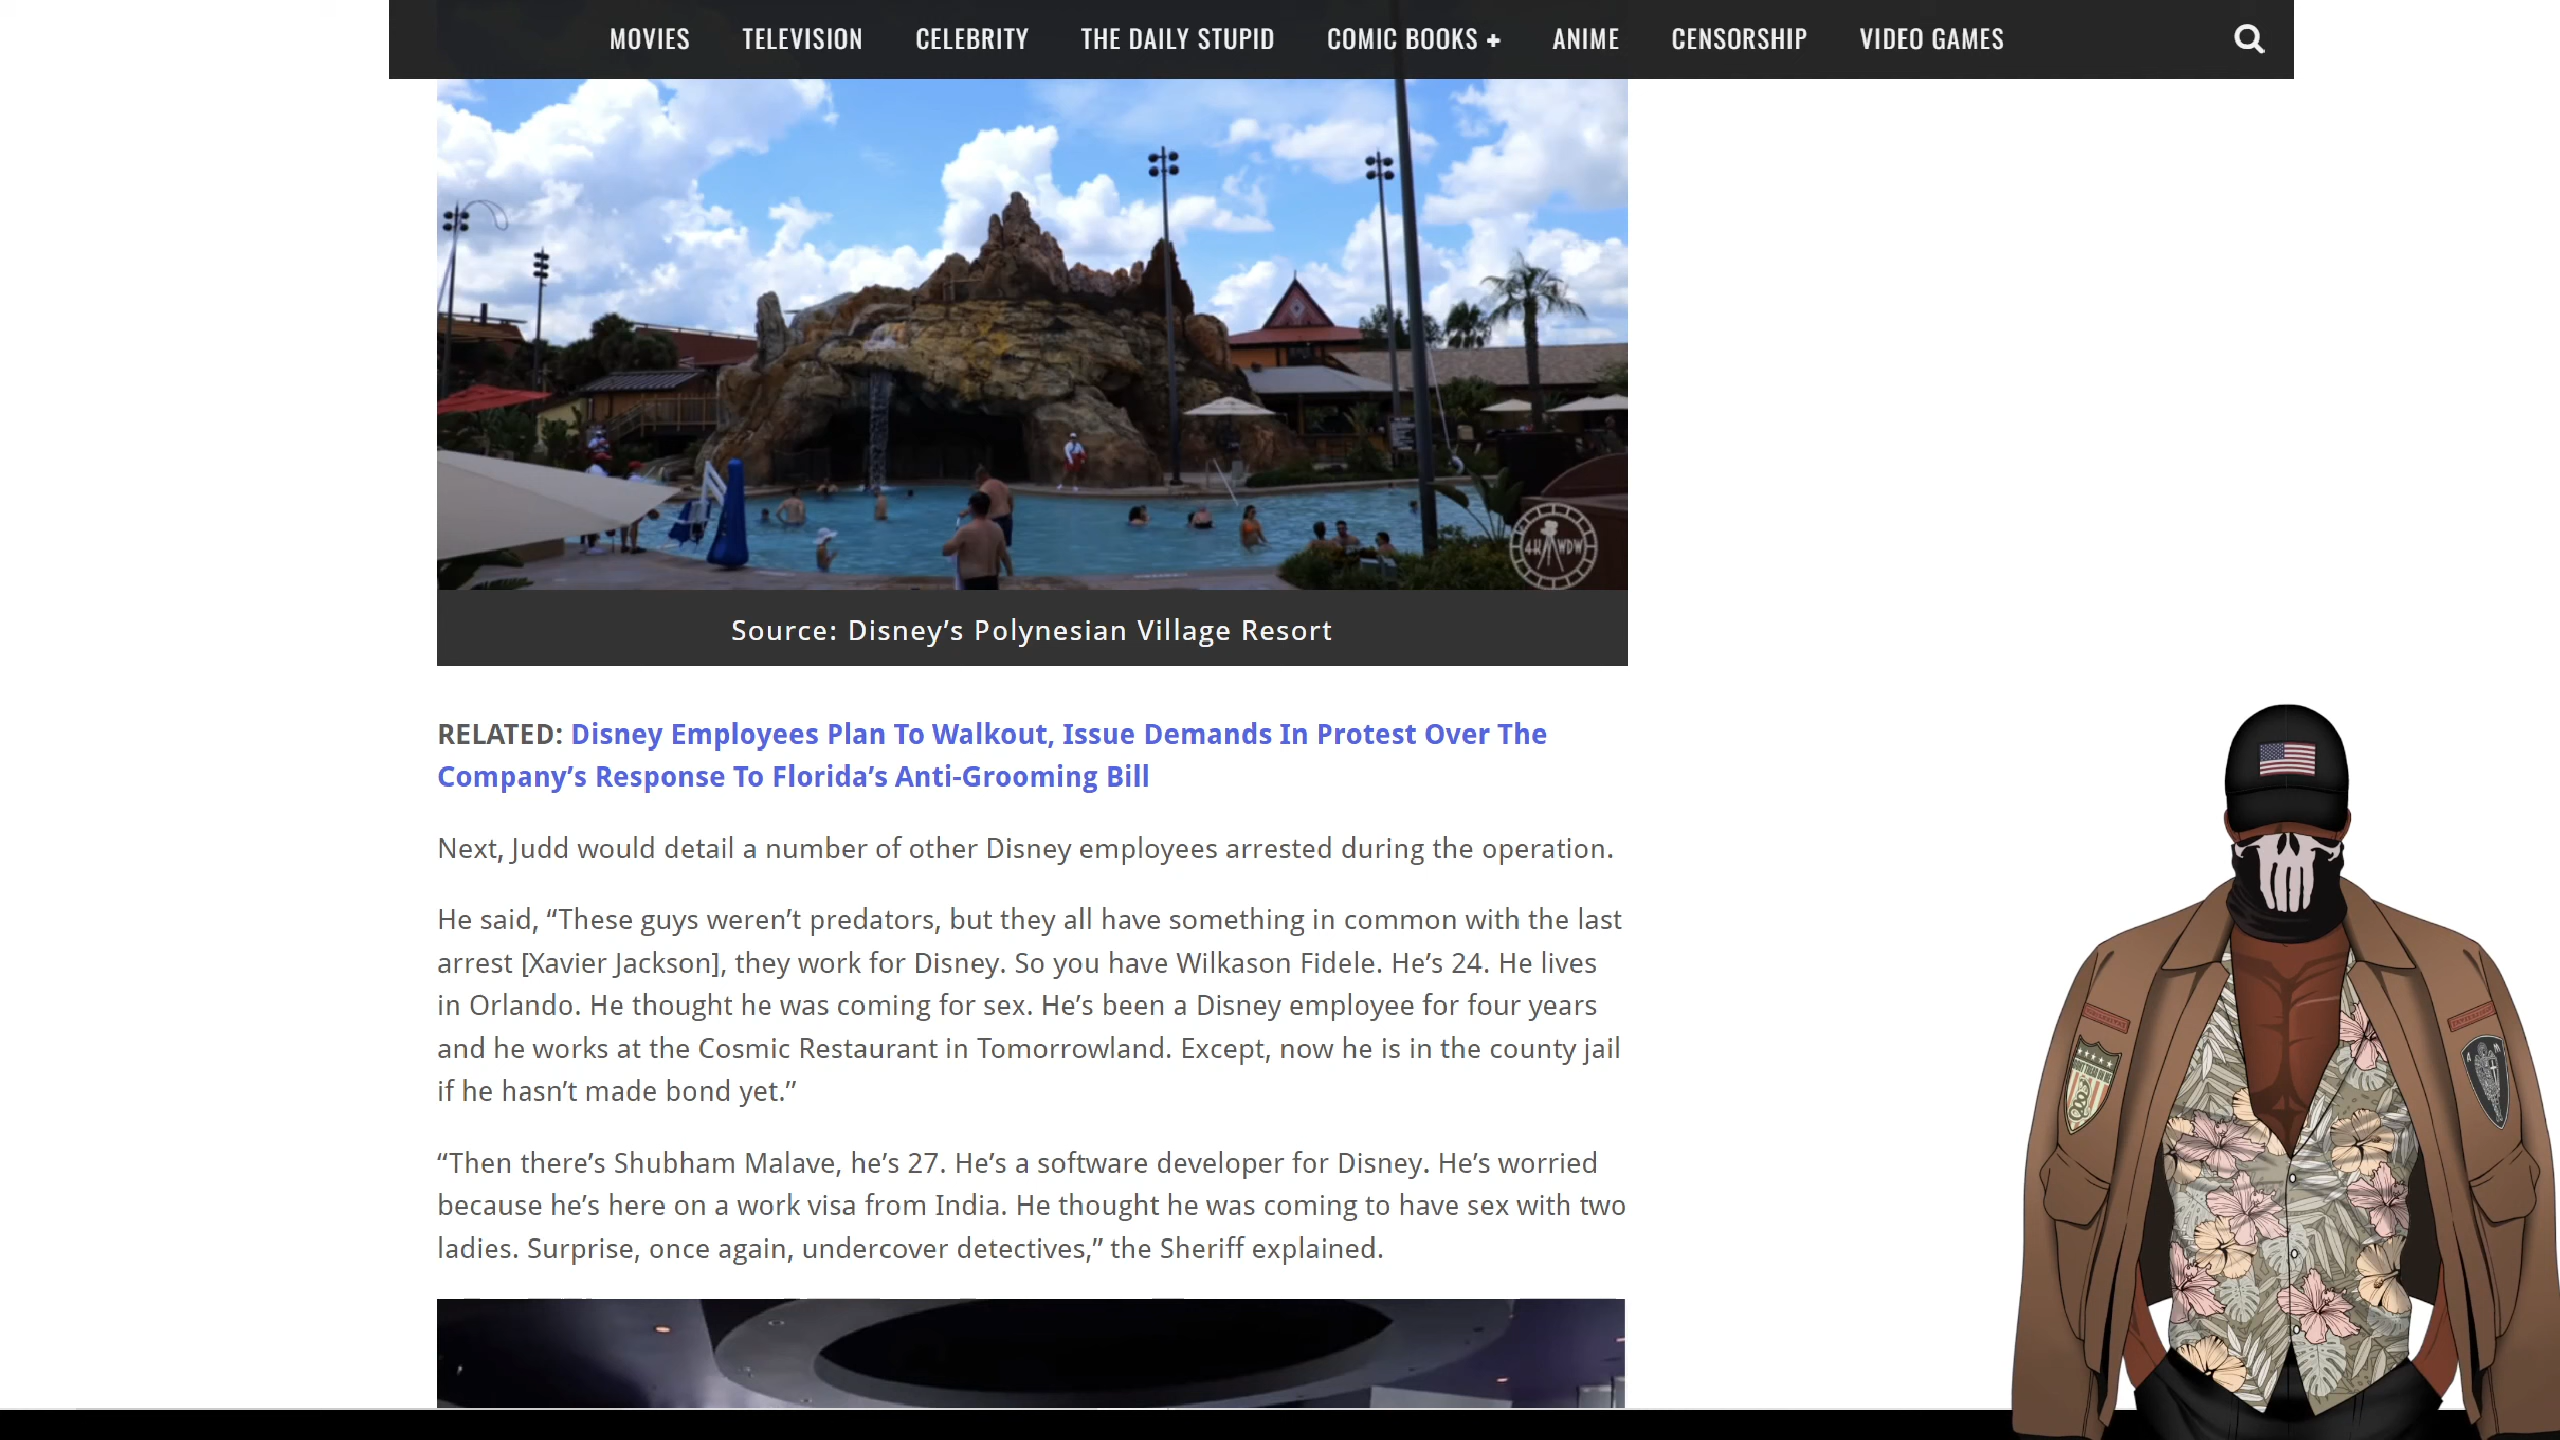 MOVIES TELEVISION CELEBRITY THE DAILY STUPID COMIC BOOKS + ANIME CENSORSHIP VIDEO GAMES
4K WDW
Source: Disney’s Polynesian Village Resort
RELATED: Disney Employees Plan To Walkout, Issue Demands In Protest Over The
Company’s Response To Florida’s Anti-Grooming Bill
Next, Judd would detail a number of other Disney employees arrested during the operation.
He said, “These guys weren’t predators, but they all have something in common with the last
arrest [Xavier Jackson], they work for Disney. So you have Wilkason Fidele. He’s 24. He lives
in Orlando. He thought he was coming for sex. He’s been a Disney employee for four years
and he works at the Cosmic Restaurant in Tomorrowland. Except, now he is in the county jail
if he hasn’t made bond yet.”
“Then there’s Shubham Malave, he’s 27. He’s a software developer for Disney. He’s worried
because he’s here on a work visa from India. He thought he was coming to have sex with two
ladies. Surprise, once again, undercover detectives,” the Sheriff explained.